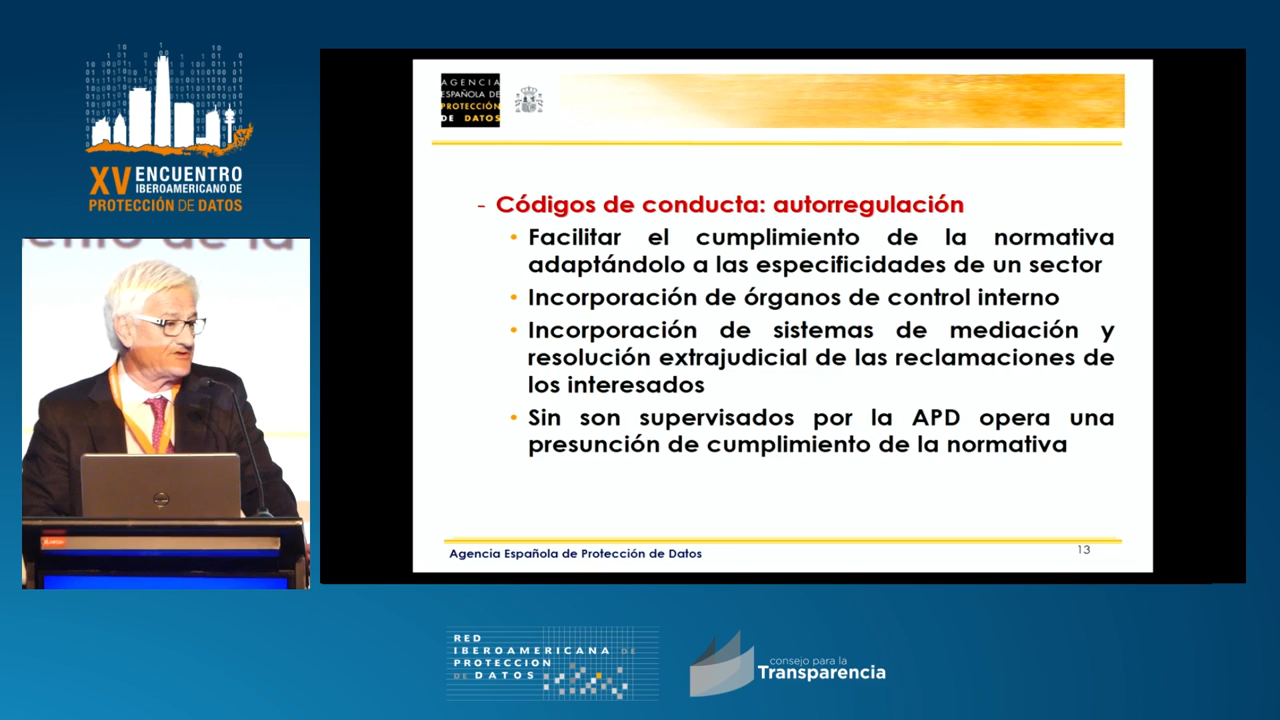 XV ENCUENTRO
IBEROAMERICANO DE
PROTECCIÓN DE DATOS
AGENCIA
ESPAÑOLA DE
PROTECCIÓN
DE DATOS
- Códigos de conducta: autorregulación
• Facilitar el cumplimiento de la normativa
adaptándolo a las especificidades de un sector
• Incorporación de órganos de control interno
• Incorporación de sistemas de mediación y
resolución extrajudicial de las reclamaciones de
los interesados
• Sin son supervisados por la APD opera una
presunción de cumplimiento de la normativa
Agencia Española de Protección de Datos
13
RED
IBEROAMERICANA DE
PROTECCION
DE DATOS
consejo para la
Transparencia